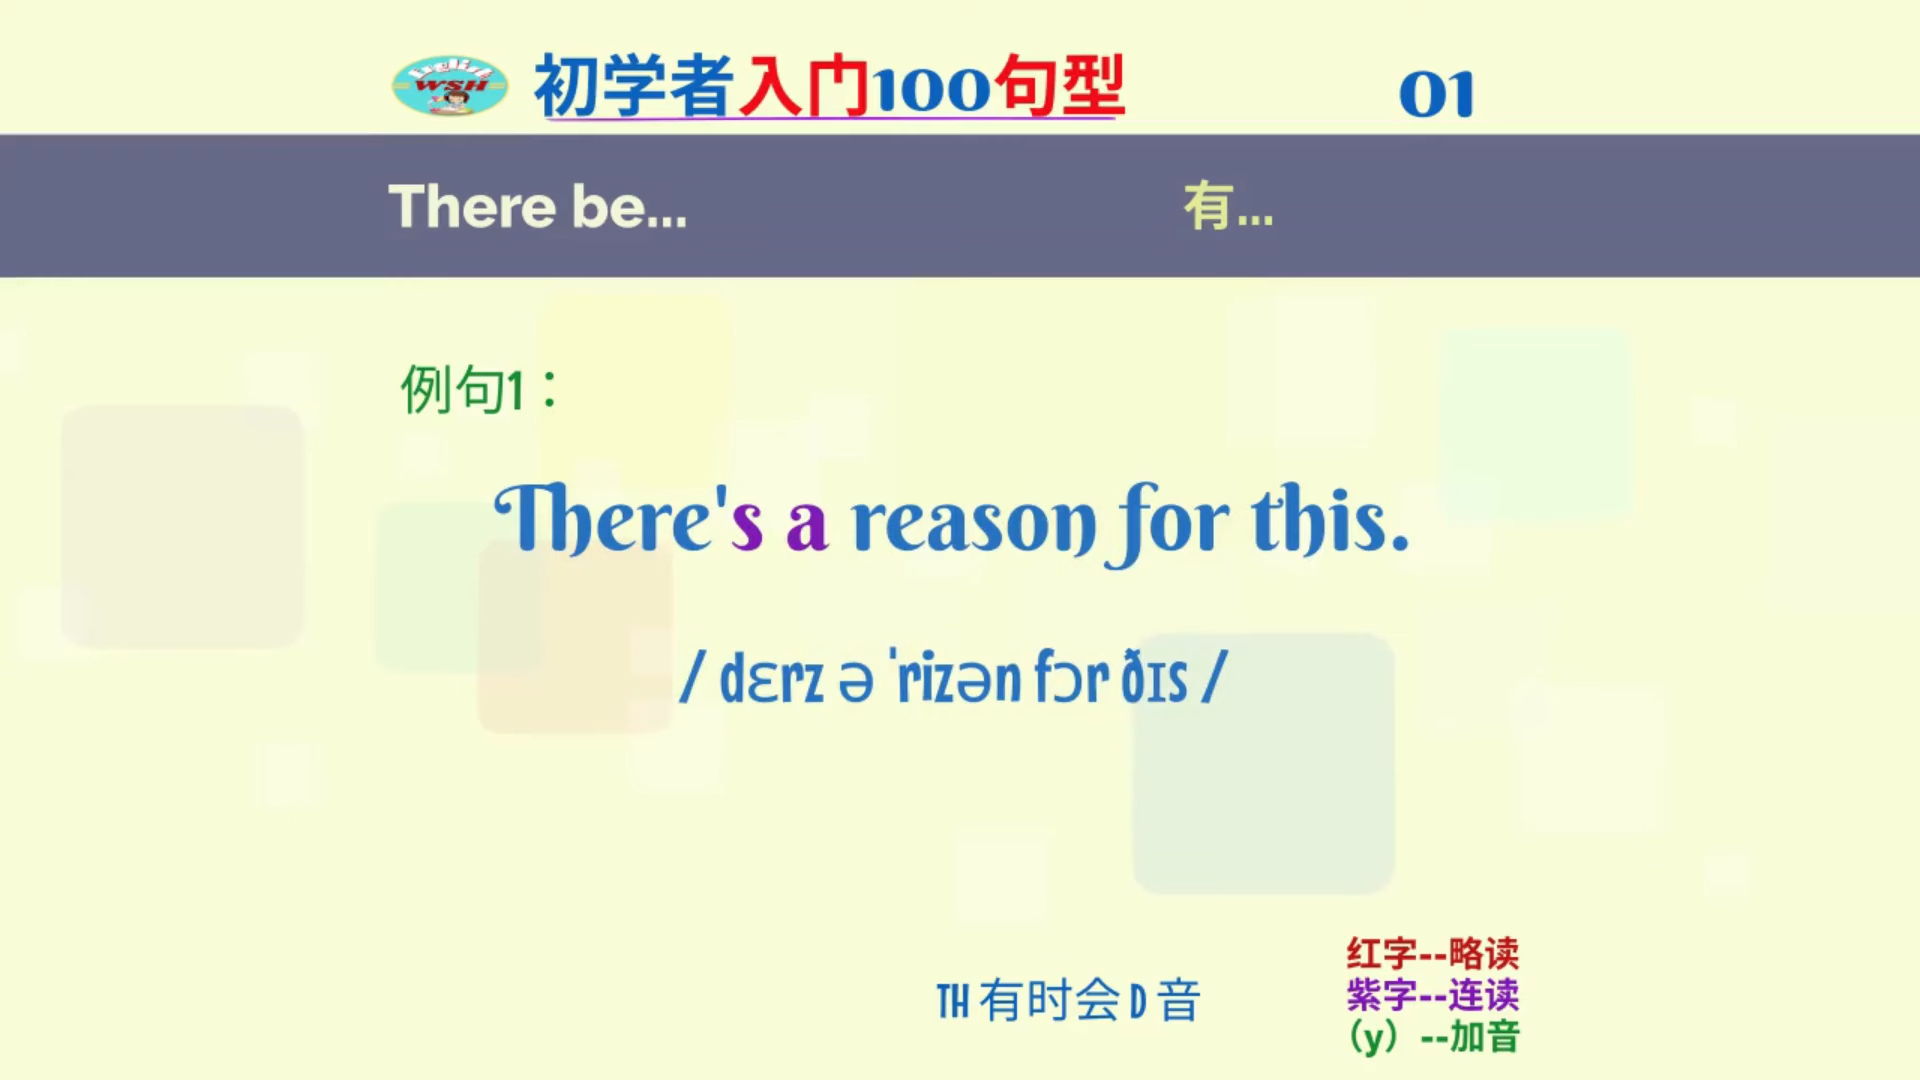 English
WSH
初学者入门100句型
01
There be...
有...
例句1：
There's a reason for this.
/ dɛrz ə ˈrizən fɔr ðɪs /
TH 有时会 D 音
红字--略读
紫字--连读
（y）--加音